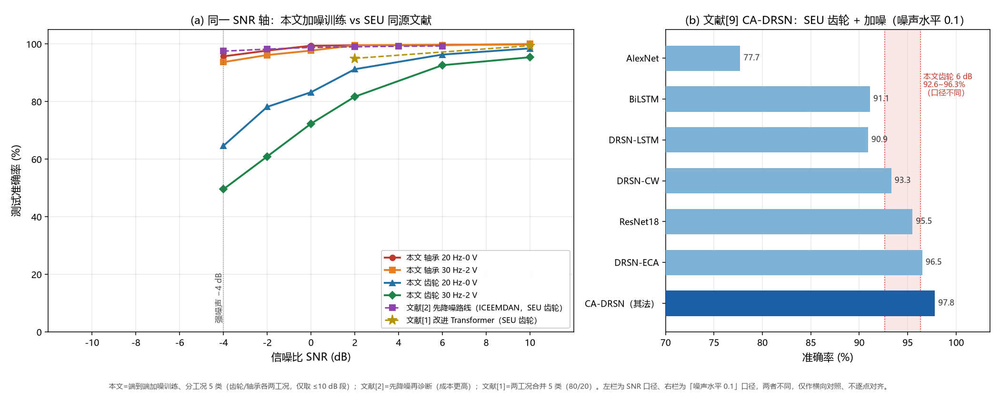 (a) 同一 SNR 轴：本文加噪训练 vs SEU 同源文献
100
80
60
40
20
0
测试准确率 (%)
强噪声 −4 dB
本文 轴承 20 Hz-0 V
本文 轴承 30 Hz-2 V
本文 齿轮 20 Hz-0 V
本文 齿轮 30 Hz-2 V
文献[2] 先降噪路线（ICEEMDAN，SEU 齿轮）
文献[1] 改进 Transformer（SEU 齿轮）
-10 -8 -6 -4 -2 0 2 4 6 8 10
信噪比 SNR (dB)
(b) 文献[9] CA-DRSN：SEU 齿轮 + 加噪（噪声水平 0.1）
AlexNet 77.7
本文齿轮 6 dB
92.6~96.3%
（口径不同）
BiLSTM 91.1
DRSN-LSTM 90.9
DRSN-CW 93.3
ResNet18 95.5
DRSN-ECA 96.5
CA-DRSN（其法） 97.8
70 75 80 85 90 95 100
准确率 (%)
本文=端到端加噪训练、分工况 5 类（齿轮/轴承各两工况，仅取 ≤10 dB 段）；文献[2]=先降噪再诊断（成本更高）；文献[1]=两工况合并 5 类（80/20）。左栏为 SNR 口径、右栏为「噪声水平 0.1」口径，两者不同，仅作横向对照、不逐点对齐。